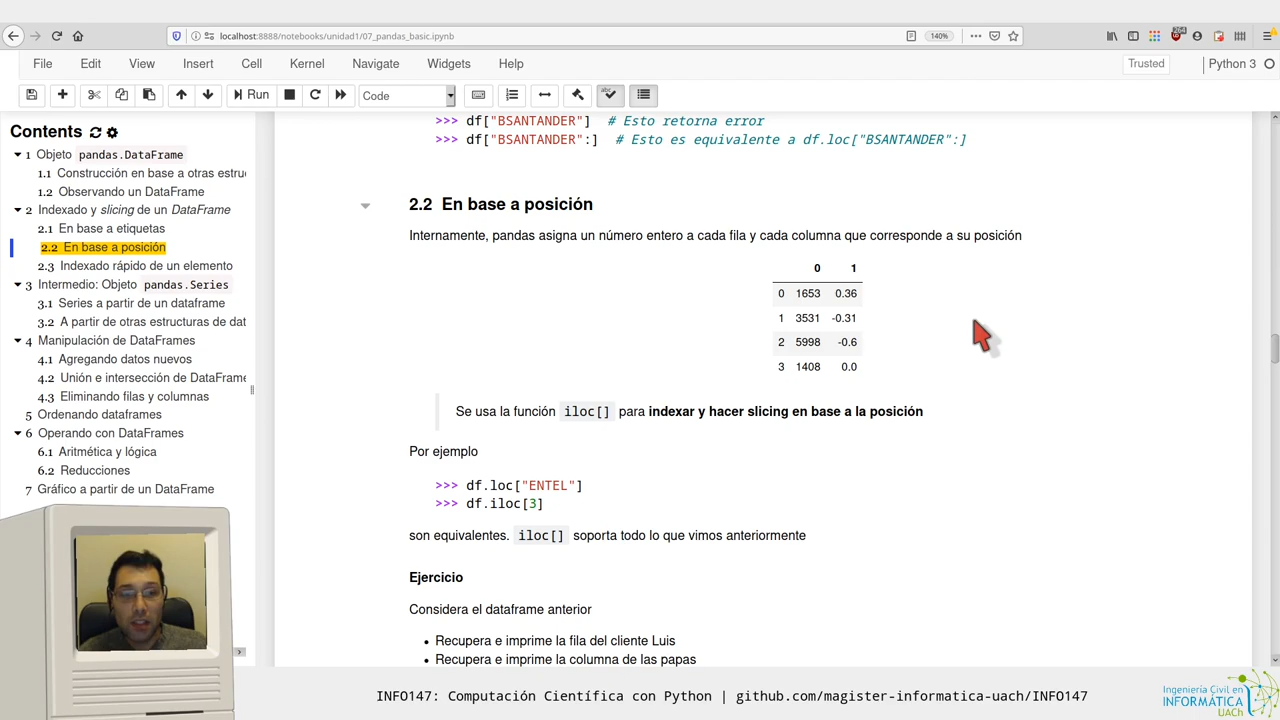 localhost:8888/notebooks/unidad1/07_pandas_basic.ipynb
140%
File Edit View Insert Cell Kernel Navigate Widgets Help
Trusted
Python 3
Run
Code
Contents
1 Objeto pandas.DataFrame
1.1 Construcción en base a otras estru
1.2 Observando un DataFrame
2 Indexado y slicing de un DataFrame
2.1 En base a etiquetas
2.2 En base a posición
2.3 Indexado rápido de un elemento
3 Intermedio: Objeto pandas.Series
3.1 Series a partir de un dataframe
3.2 A partir de otras estructuras de dat
4 Manipulación de DataFrames
4.1 Agregando datos nuevos
4.2 Unión e intersección de DataFrame
4.3 Eliminando filas y columnas
5 Ordenando dataframes
6 Operando con DataFrames
6.1 Aritmética y lógica
6.2 Reducciones
7 Gráfico a partir de un DataFrame
>>> df["BSANTANDER"] # Esto retorna error
>>> df["BSANTANDER":] # Esto es equivalente a df.loc["BSANTANDER":]
2.2 En base a posición
Internamente, pandas asigna un número entero a cada fila y cada columna que corresponde a su posición
0 1
0 1653 0.36
1 3531 -0.31
2 5998 -0.6
3 1408 0.0
Se usa la función iloc[] para indexar y hacer slicing en base a la posición
Por ejemplo
>>> df.loc["ENTEL"]
>>> df.iloc[3]
son equivalentes. iloc[] soporta todo lo que vimos anteriormente
Ejercicio
Considera el dataframe anterior
• Recupera e imprime la fila del cliente Luis
• Recupera e imprime la columna de las papas
INFO147: Computación Científica con Python | github.com/magister-informatica-uach/INFO147
Ingeniería Civil en
INFORMÁTICA
UACh